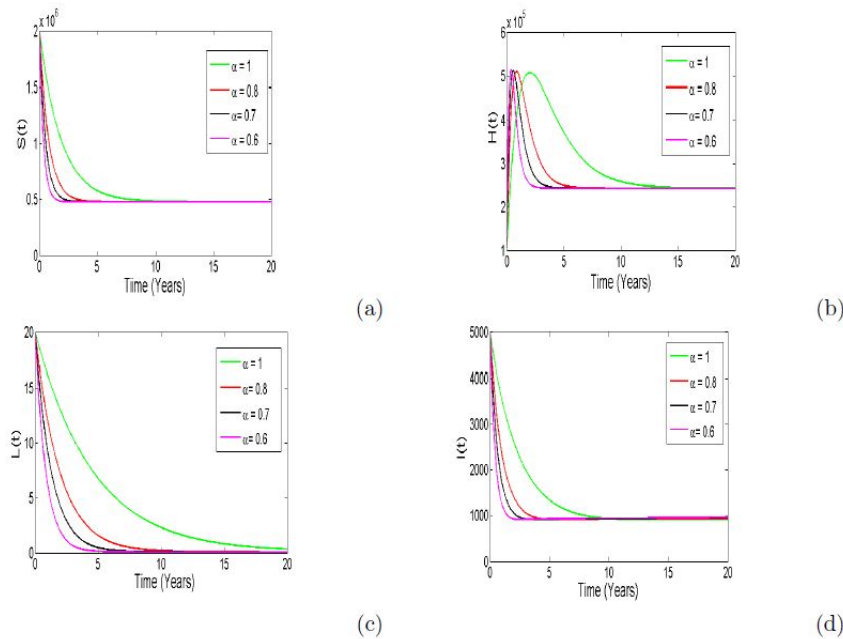 x 10^6
2
1.5
1
0.5
0
S(t)
α = 1
α = 0.8
α= 0.7
α= 0.6
0 5 10 15 20
Time (Years)
(a)
x 10^5
6
5
4
3
2
1
H(t)
α = 1
α = 0.8
α= 0.7
α= 0.6
0 5 10 15 20
Time (Years)
(b)
20
15
10
5
0
L(t)
α = 1
α= 0.8
α= 0.7
α= 0.6
0 5 10 15 20
Time (Years)
(c)
5000
4000
3000
2000
1000
0
I(t)
α = 1
α= 0.8
α = 0.7
α= 0.6
0 5 10 15 20
Time (Years)
(d)